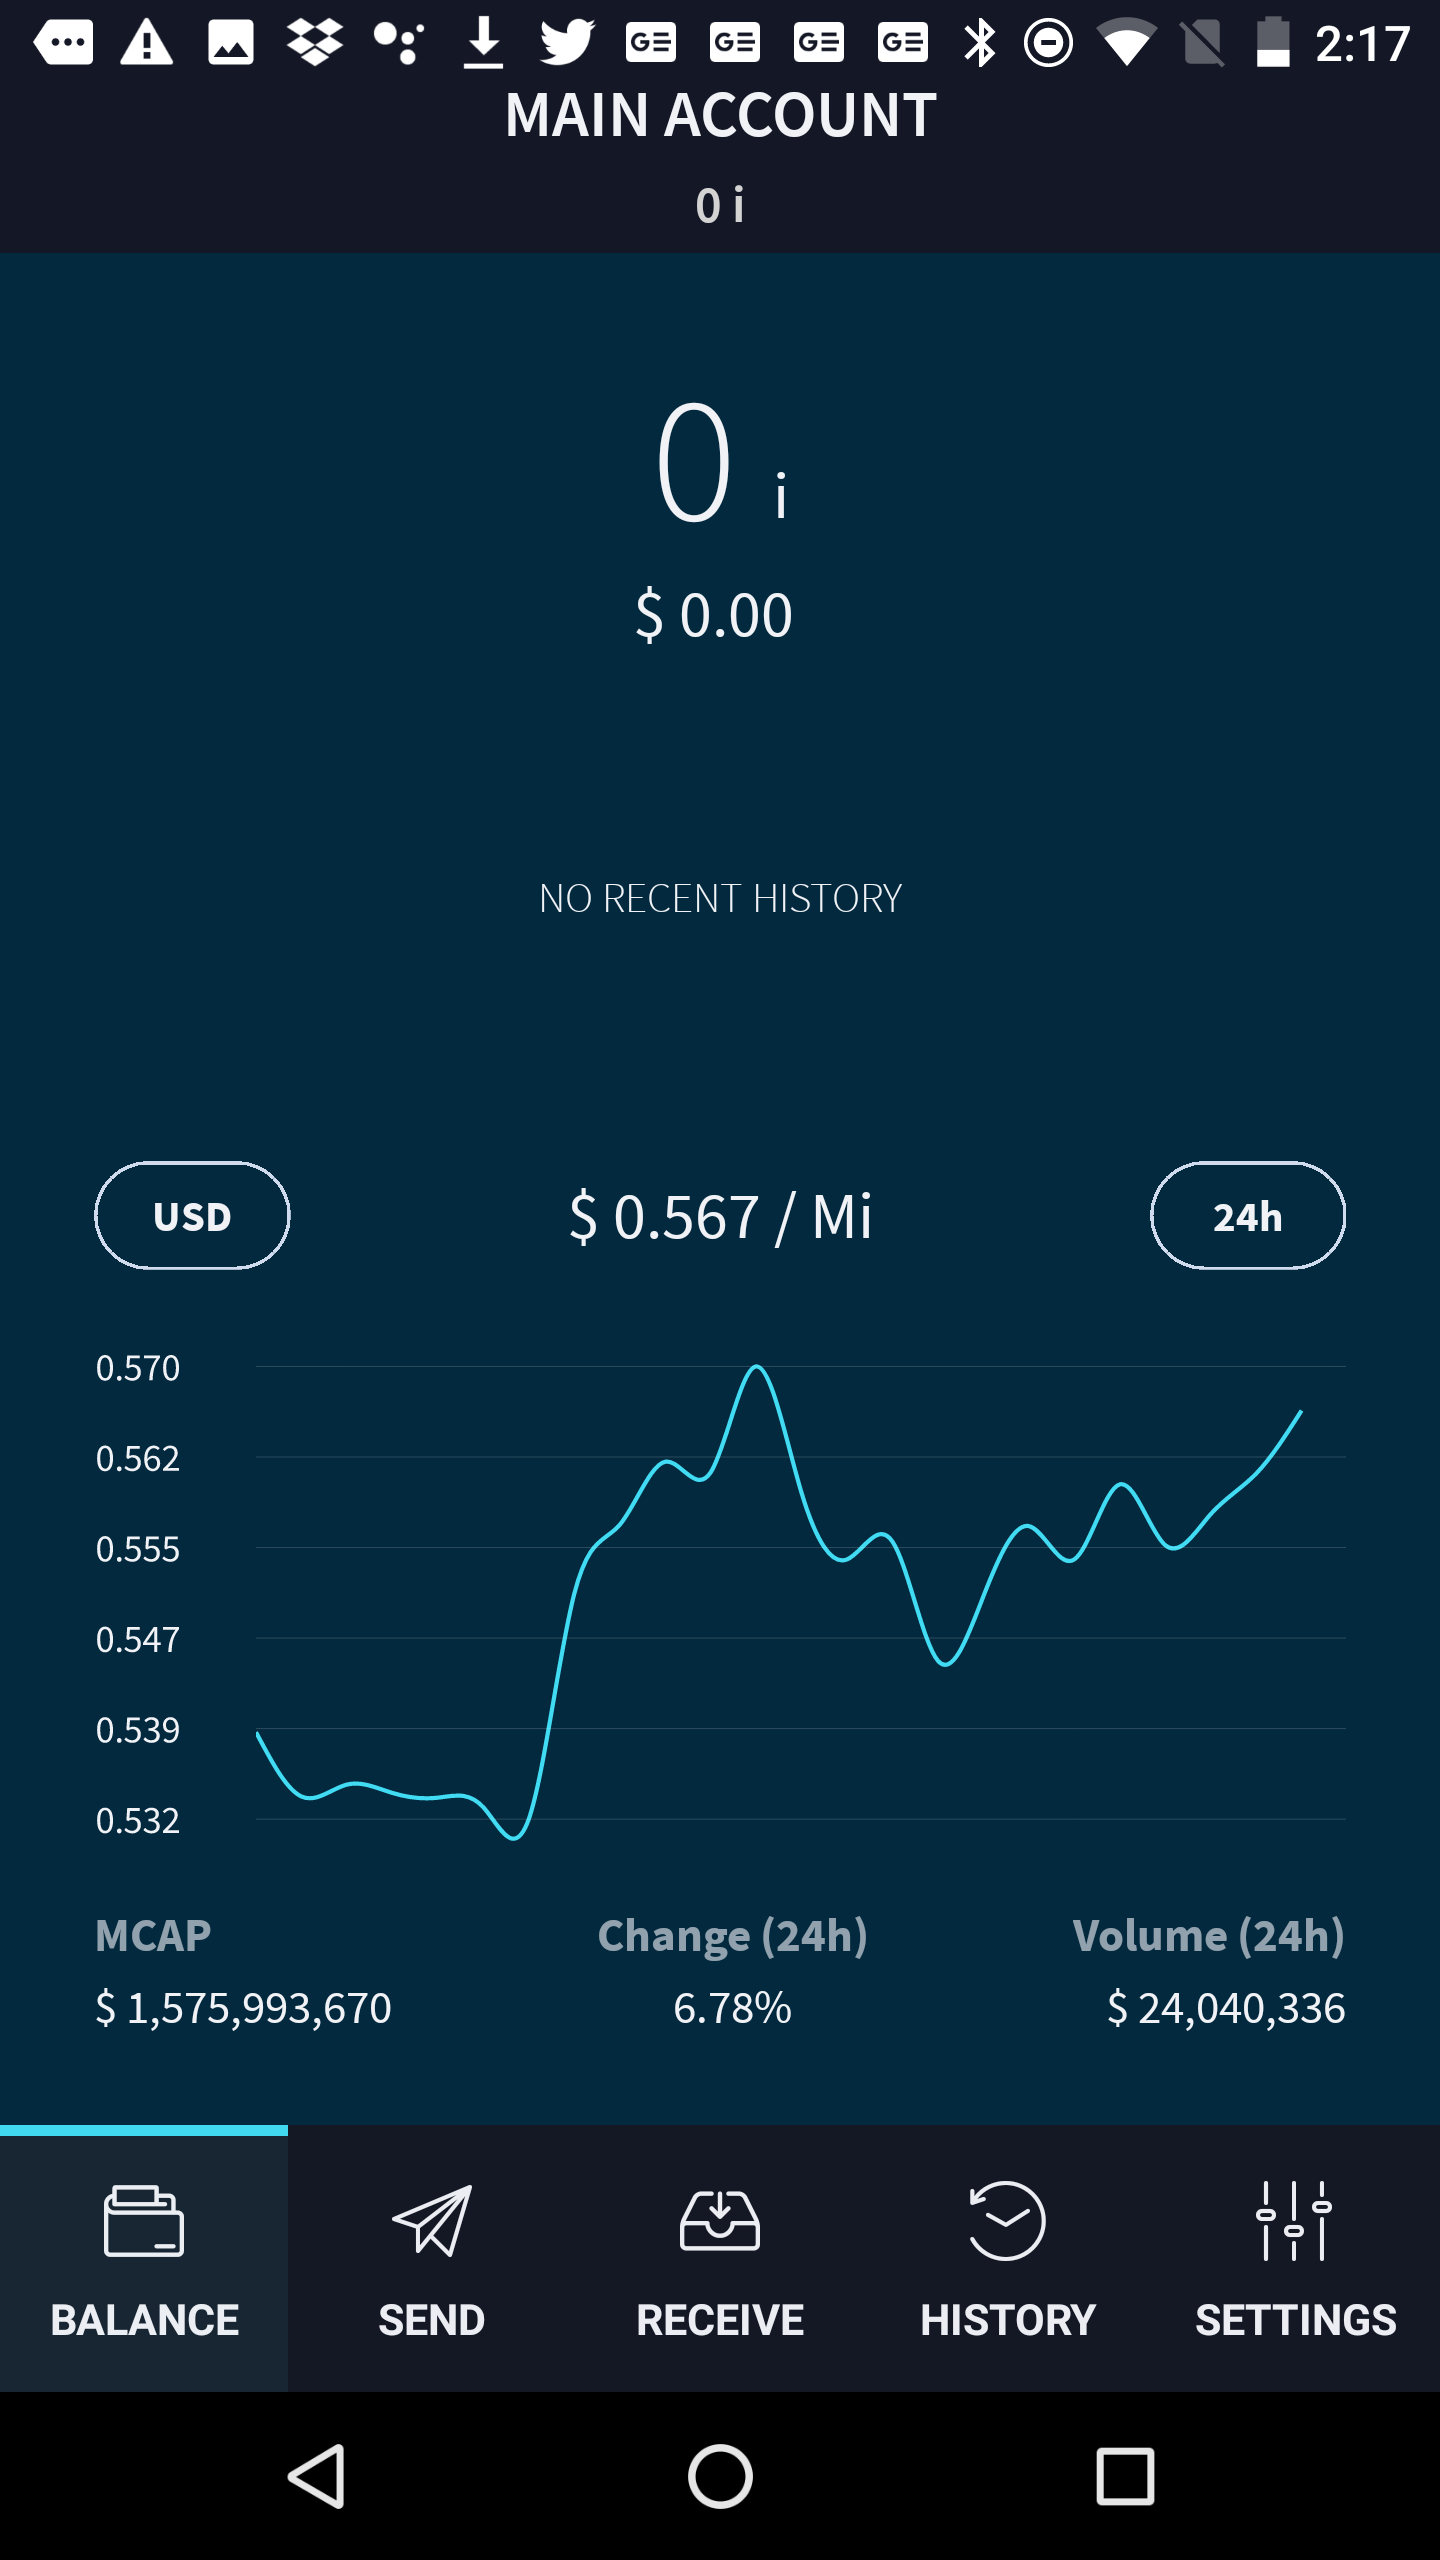 2:17
MAIN ACCOUNT
0 i
0 i
$ 0.00
NO RECENT HISTORY
USD
$ 0.567 / Mi
24h
0.570
0.562
0.555
0.547
0.539
0.532
MCAP
Change (24h)
Volume (24h)
$ 1,575,993,670
6.78%
$ 24,040,336
BALANCE
SEND
RECEIVE
HISTORY
SETTINGS